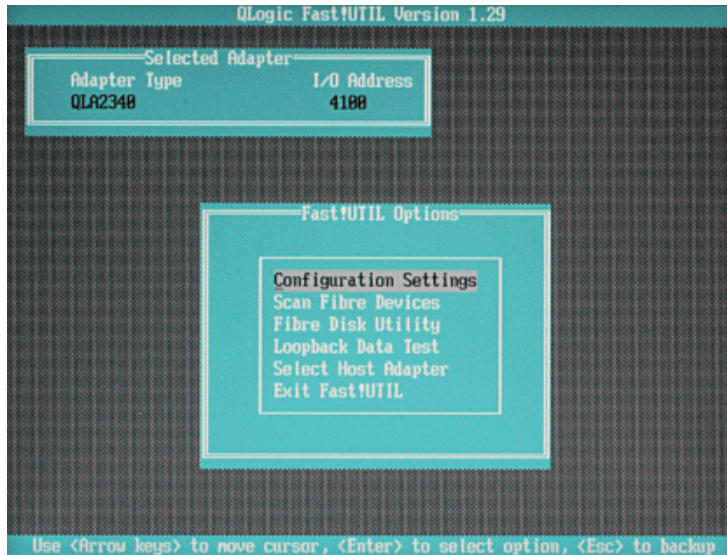 QLogic Fast!UTIL Version 1.29
Selected Adapter
Adapter Type I/O Address
QLA2340 4100
Fast!UTIL Options
Configuration Settings
Scan Fibre Devices
Fibre Disk Utility
Loopback Data Test
Select Host Adapter
Exit Fast!UTIL
Use <Arrow keys> to move cursor, <Enter> to select option, <Esc> to backup